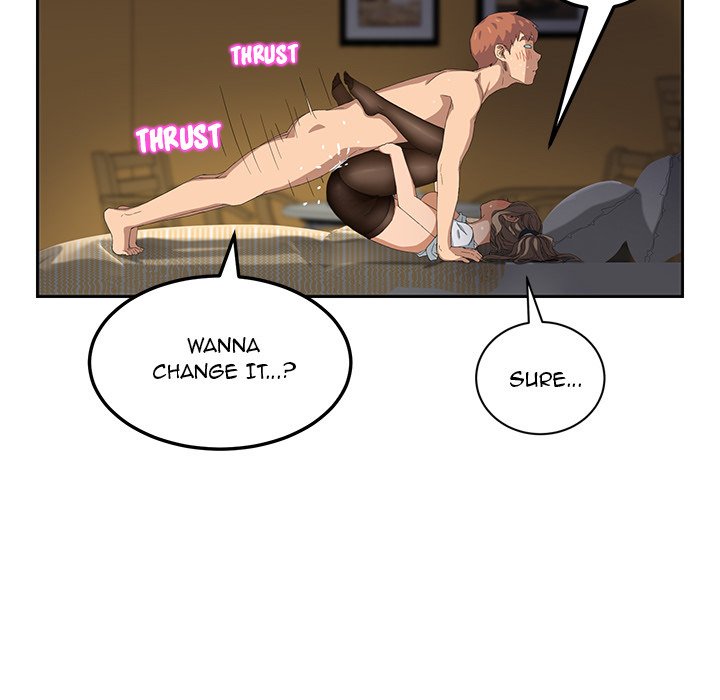 THRUST
THRUST
WANNA
CHANGE IT...?
SURE...